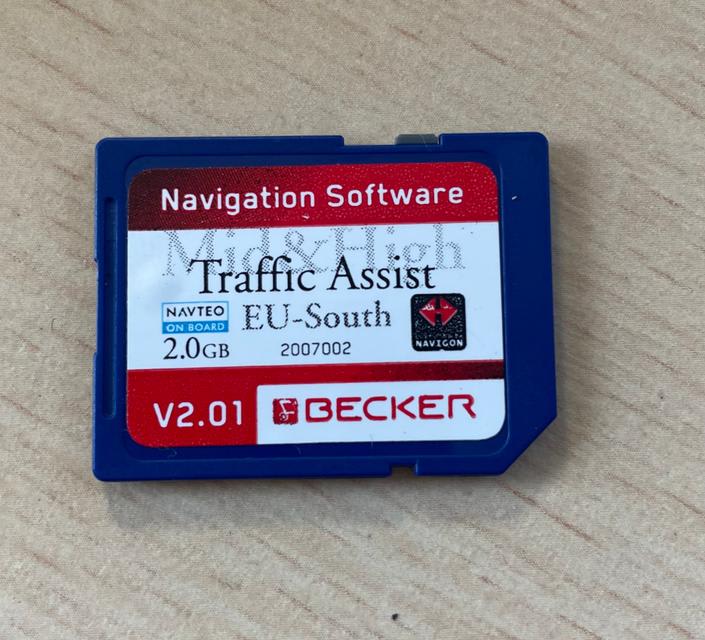 Navigation Software
Mid&High
Traffic Assist
NAVTEQ
ON BOARD
EU-South
NAVIGON
2.0GB
2007002
V2.01
BECKER